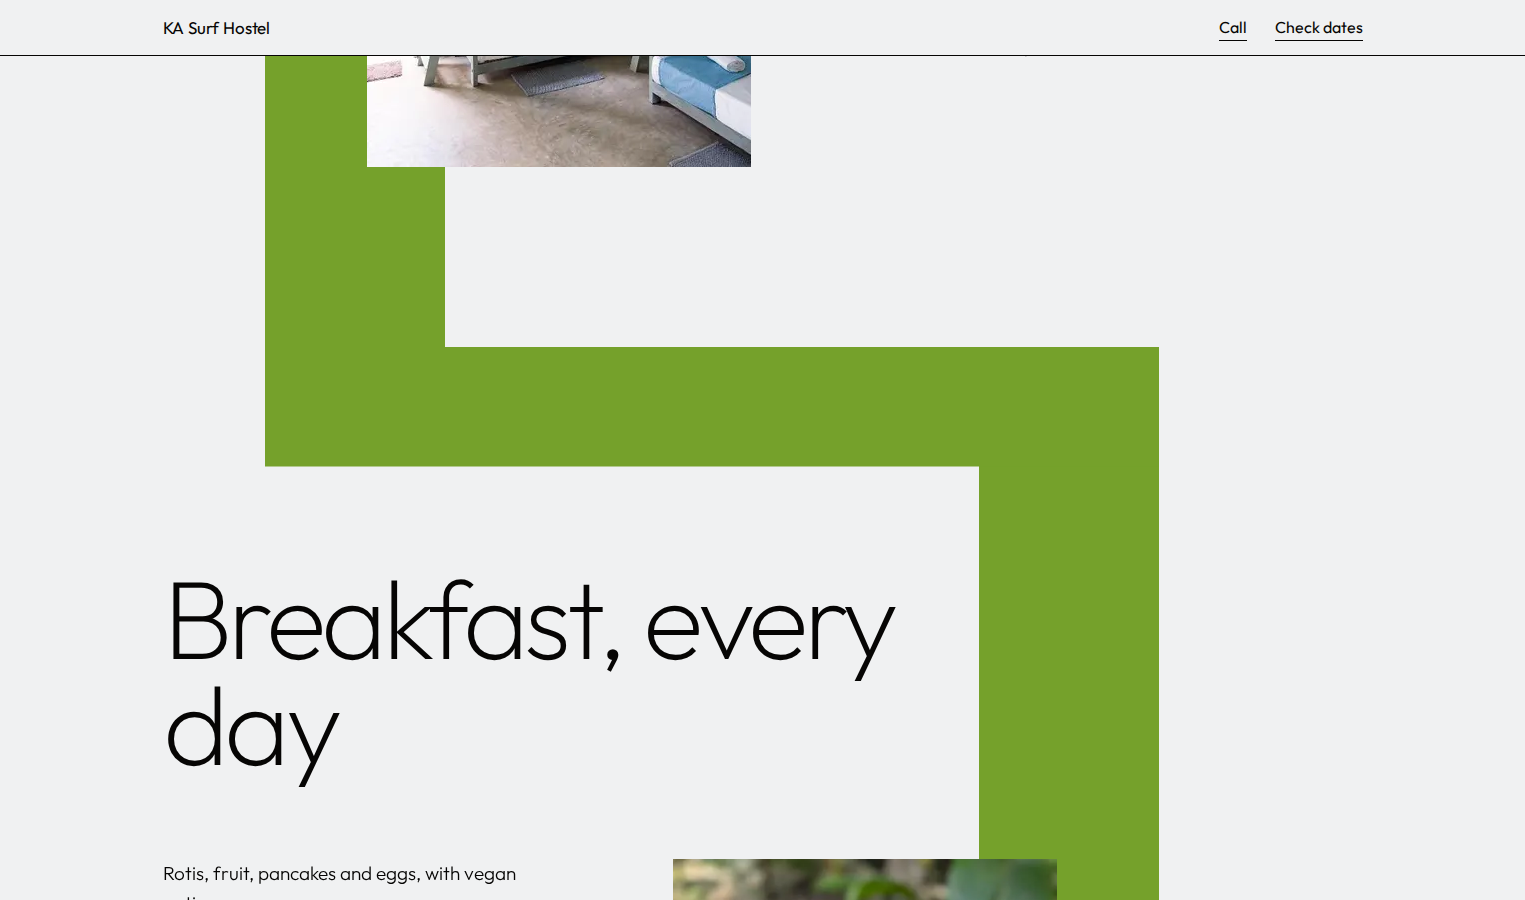 KA Surf Hostel
Call
Check dates
Breakfast, every
day
Rotis, fruit, pancakes and eggs, with vegan